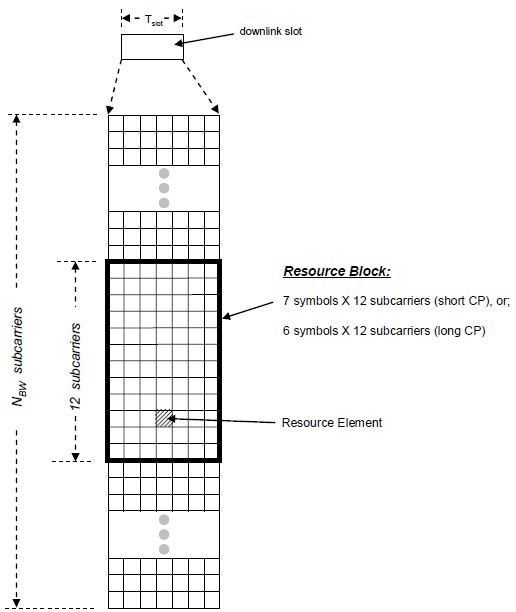 T_slot
downlink slot
Resource Block:
7 symbols X 12 subcarriers (short CP), or;
6 symbols X 12 subcarriers (long CP)
N_BW subcarriers
12 subcarriers
Resource Element